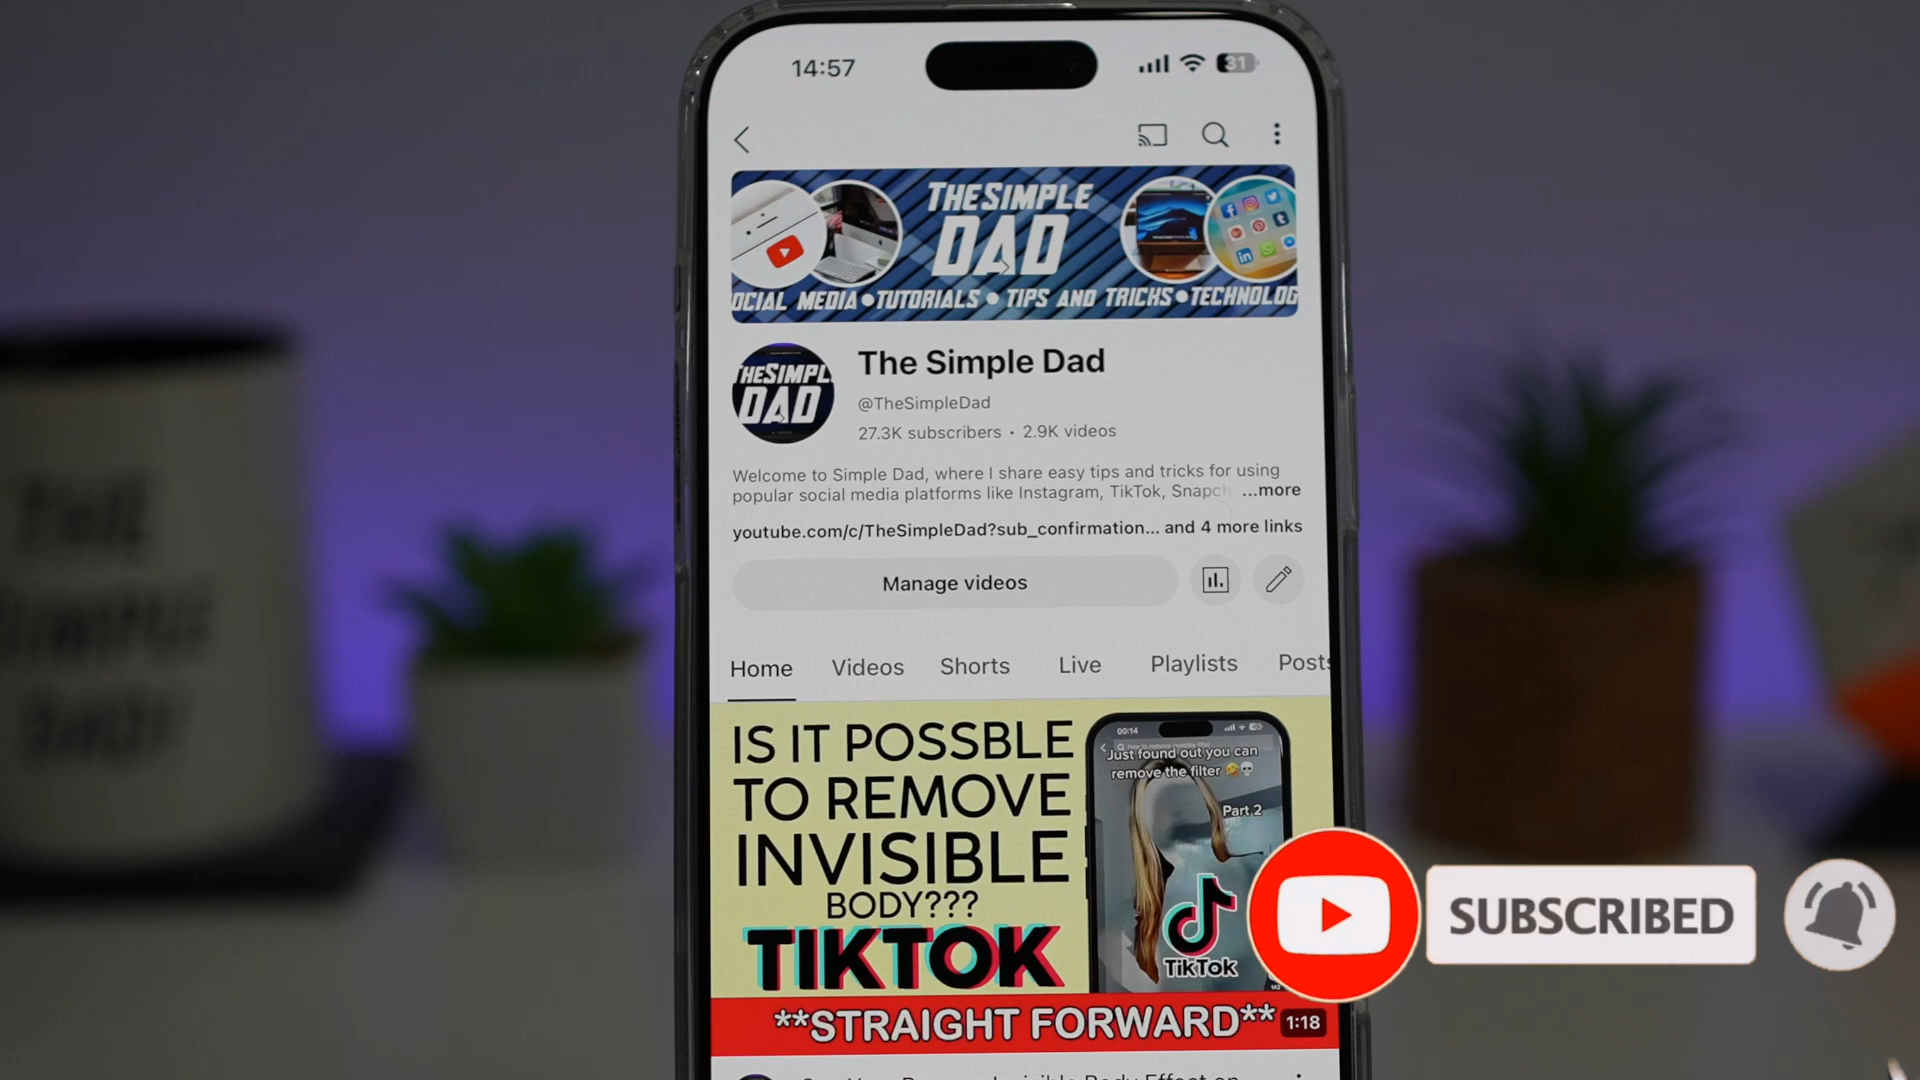 14:57
31
THESIMPLE
DAD
OCIAL MEDIA●TUTORIALS ● TIPS AND TRICKS●TECHNOLOG
HESIMPL
DAD
The Simple Dad
@TheSimpleDad
27.3K subscribers • 2.9K videos
Welcome to Simple Dad, where I share easy tips and tricks for using
popular social media platforms like Instagram, TikTok, Snapch ...more
youtube.com/c/TheSimpleDad?sub_confirmation... and 4 more links
Manage videos
Home Videos Shorts Live Playlists Posts
IS IT POSSBLE
TO REMOVE
INVISIBLE
BODY???
TIKTOK
00:14
Just found out you can
remove the filter 🤣💀
Part 2
TikTok
**STRAIGHT FORWARD**
1:18
SUBSCRIBED
THE
SIMPLE
DAD!